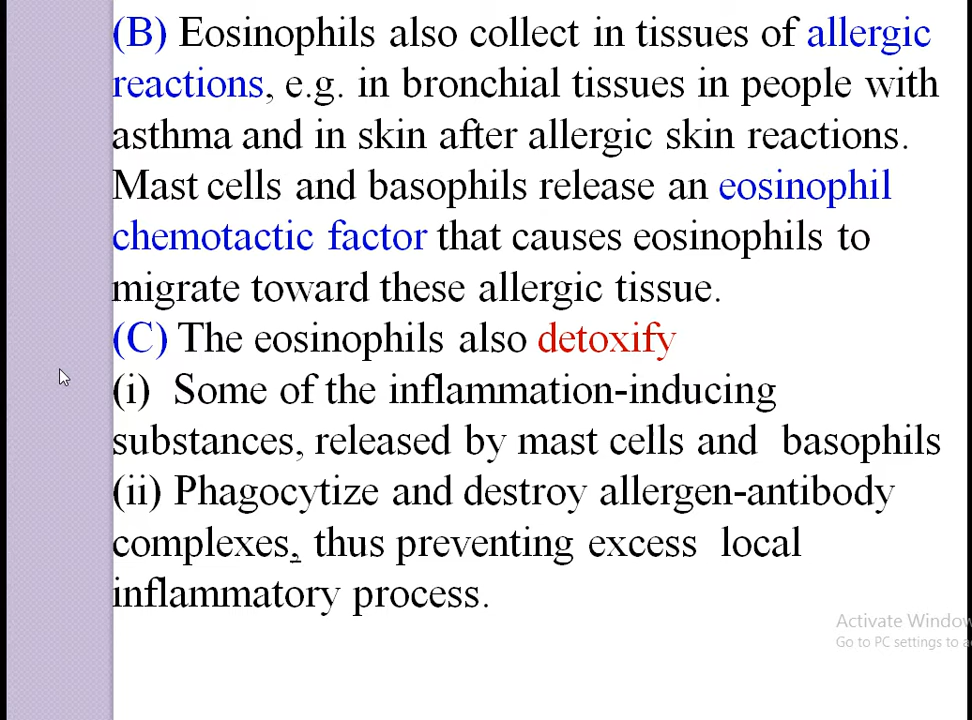 (B) Eosinophils also collect in tissues of allergic
reactions, e.g. in bronchial tissues in people with
asthma and in skin after allergic skin reactions.
Mast cells and basophils release an eosinophil
chemotactic factor that causes eosinophils to
migrate toward these allergic tissue.
(C) The eosinophils also detoxify
(i) Some of the inflammation-inducing
substances, released by mast cells and basophils
(ii) Phagocytize and destroy allergen-antibody
complexes, thus preventing excess local
inflammatory process.
Activate Window
Go to PC settings to a